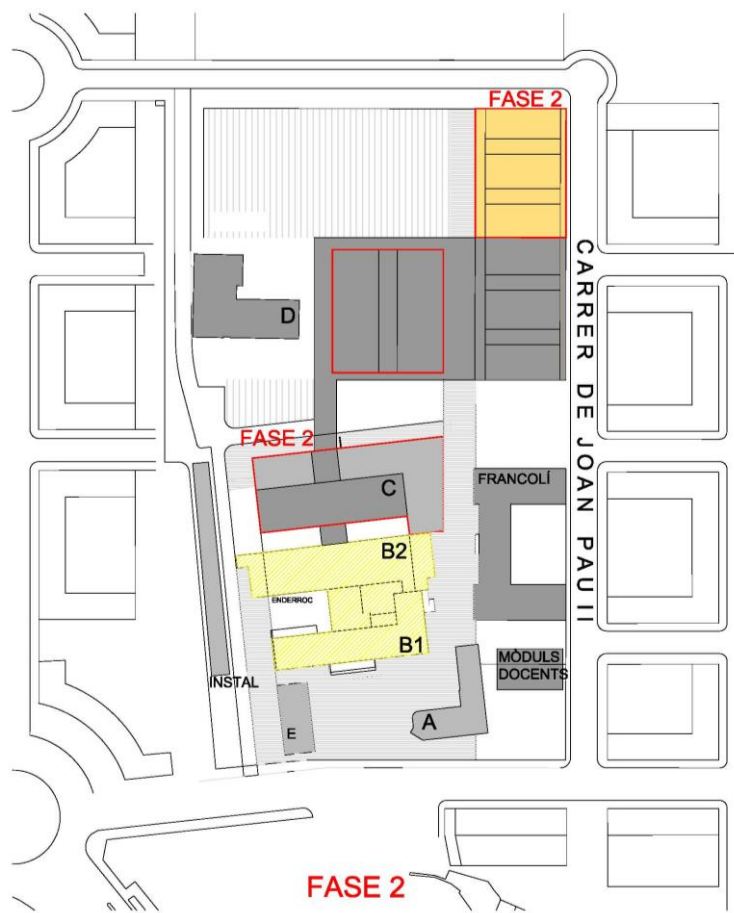 FASE 2
CARRER DE JOAN PAU II
D
FASE 2
C
FRANCOLÍ
B2
ENDERROC
B1
MÒDULS
DOCENTS
INSTAL
A
E
FASE 2